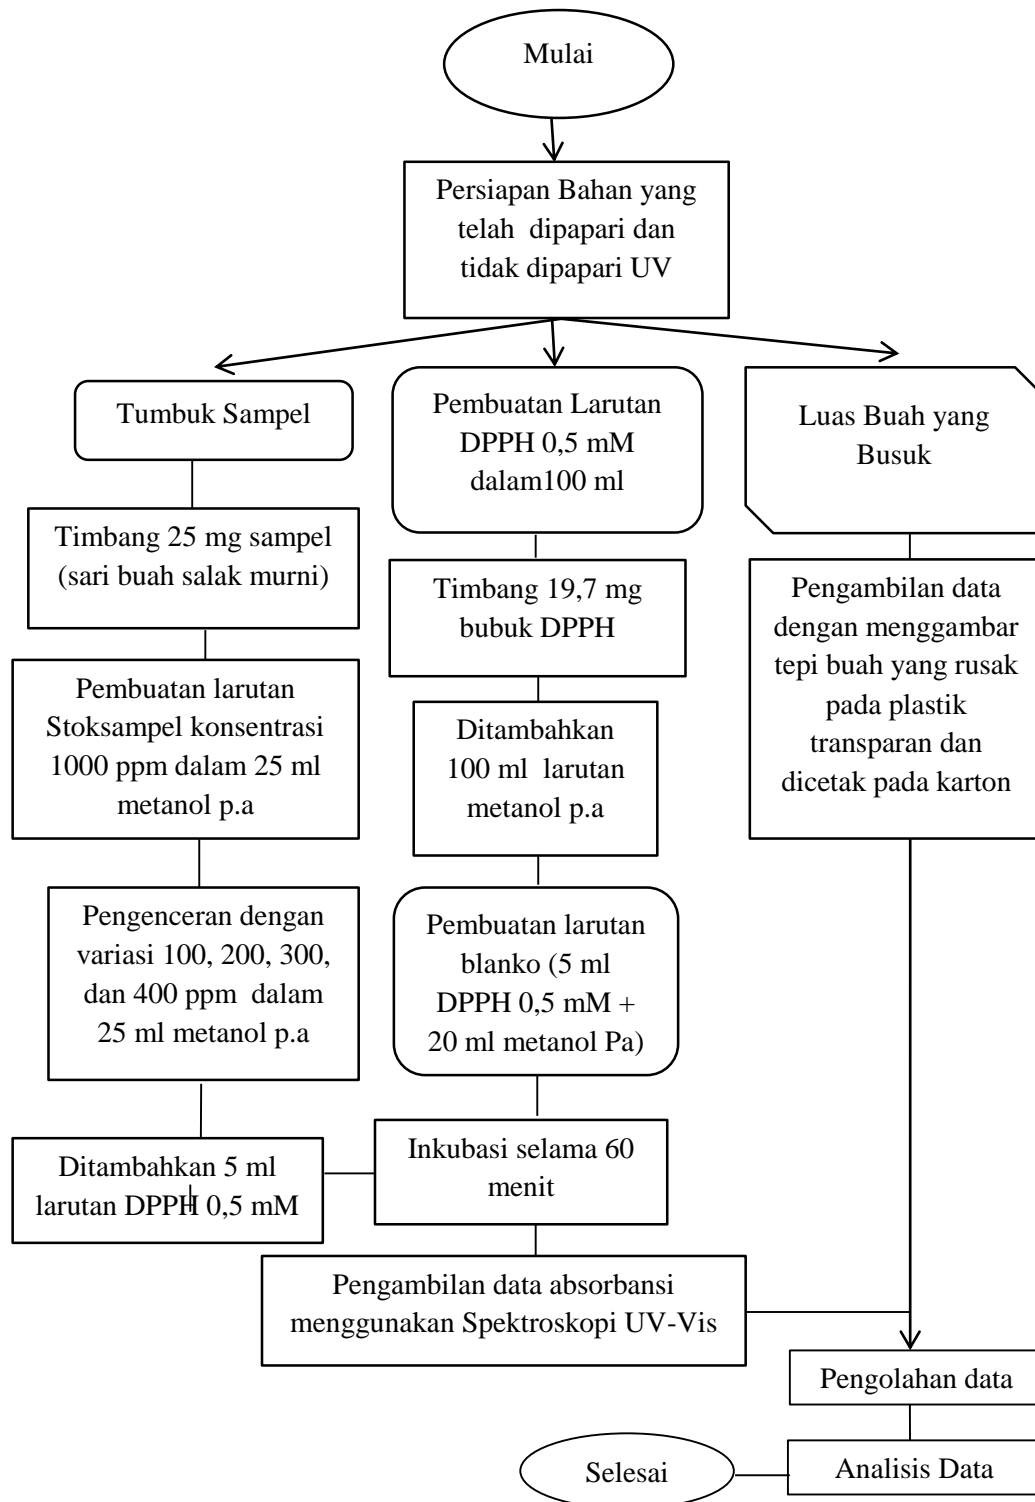 Mulai
Persiapan Bahan yang
telah dipapari dan
tidak dipapari UV
Tumbuk Sampel
Timbang 25 mg sampel
(sari buah salak murni)
Pembuatan larutan
Stoksampel konsentrasi
1000 ppm dalam 25 ml
metanol p.a
Pengenceran dengan
variasi 100, 200, 300,
dan 400 ppm dalam
25 ml metanol p.a
Ditambahkan 5 ml
larutan DPPH 0,5 mM
Pembuatan Larutan
DPPH 0,5 mM
dalam100 ml
Timbang 19,7 mg
bubuk DPPH
Ditambahkan
100 ml larutan
metanol p.a
Pembuatan larutan
blanko (5 ml
DPPH 0,5 mM +
20 ml metanol Pa)
Inkubasi selama 60
menit
Pengambilan data absorbansi
menggunakan Spektroskopi UV-Vis
Luas Buah yang
Busuk
Pengambilan data
dengan menggambar
tepi buah yang rusak
pada plastik
transparan dan
dicetak pada karton
Pengolahan data
Analisis Data
Selesai